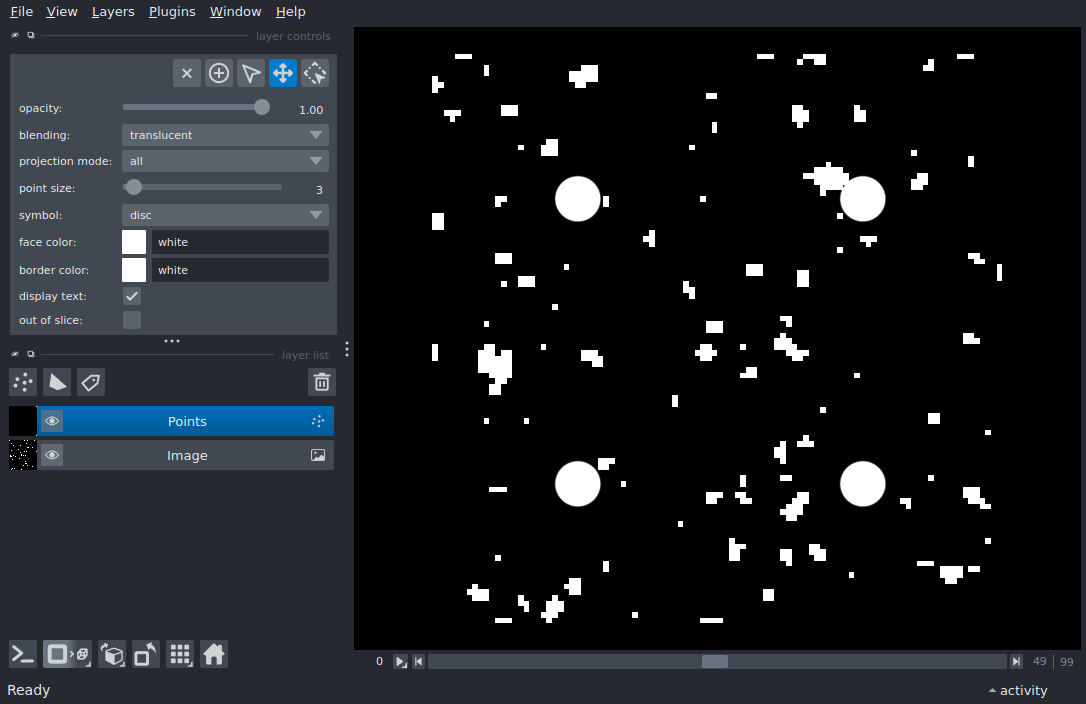 File View Layers Plugins Window Help
layer controls
opacity: 1.00
blending: translucent
projection mode: all
point size: 3
symbol: disc
face color: white
border color: white
display text:
out of slice:
layer list
Points
Image
0 49 99
Ready activity